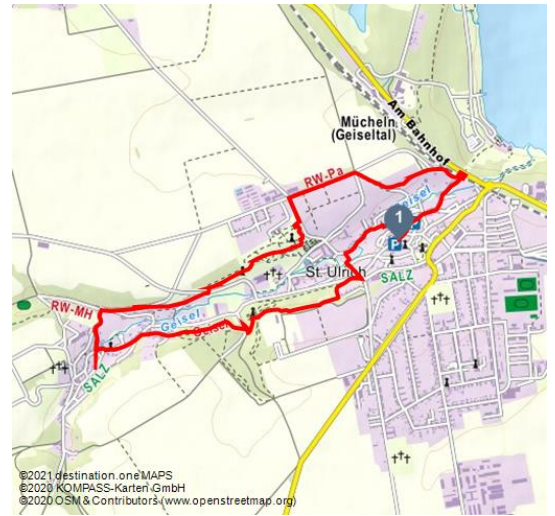 Mücheln
(Geiseltal)
Am Bahnhof
RW-Pa
Geisel
1
P
St. Ulrich
SALZ
RW-MH
Geisel
Geisel
SALZ
©2021 destination.one MAPS
©2020 KOMPASS-Karten GmbH
©2020 OSM & Contributors (www.openstreetmap.org)